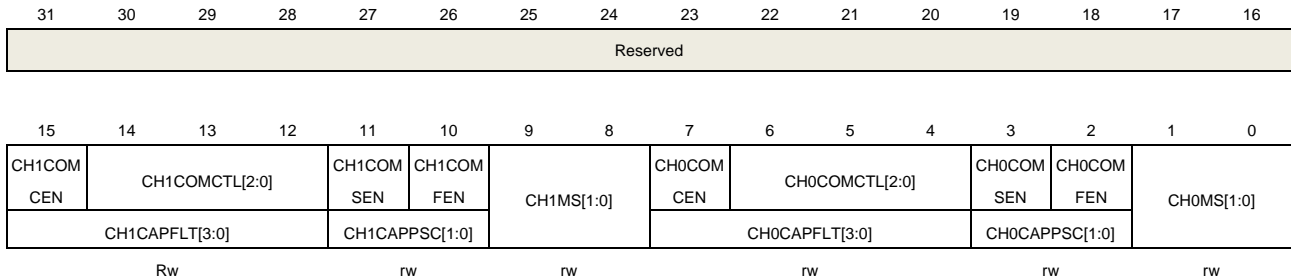 31 30 29 28 27 26 25 24 23 22 21 20 19 18 17 16
Reserved
15 14 13 12 11 10 9 8 7 6 5 4 3 2 1 0
CH1COM CEN CH1COMCTL[2:0] CH1COM SEN CH1COM FEN CH1MS[1:0] CH0COM CEN CH0COMCTL[2:0] CH0COM SEN CH0COM FEN CH0MS[1:0]
CH1CAPFLT[3:0] CH1CAPPSC[1:0] CH0CAPFLT[3:0] CH0CAPPSC[1:0]
Rw rw rw rw rw rw